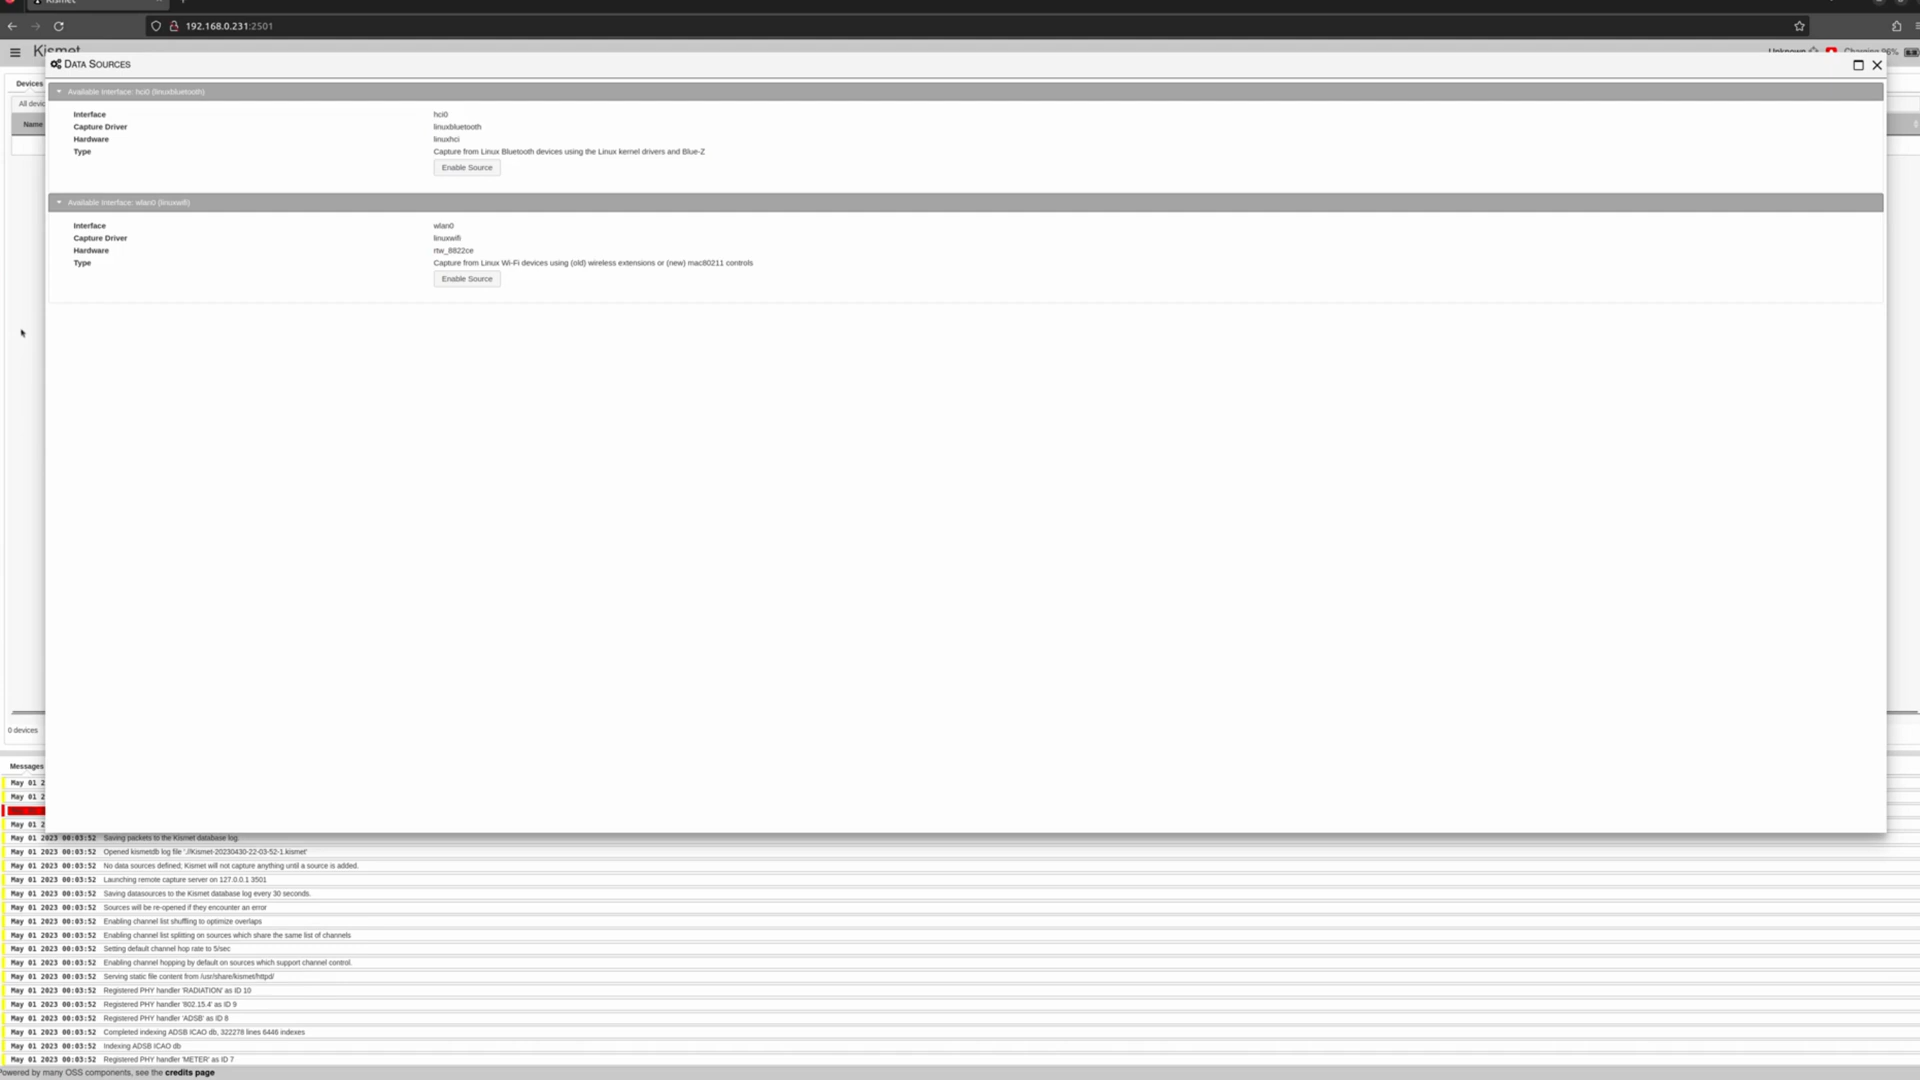 Kismet
192.168.0.231:2501
Kismet
Unknown
Charging 96%
DATA SOURCES
Devices
Available Interface: hci0 (linuxbluetooth)
All devic
Interface hci0
Name
Capture Driver linuxbluetooth
Hardware linuxhci
Type Capture from Linux Bluetooth devices using the Linux kernel drivers and Blue-Z
Enable Source
Available Interface: wlan0 (linuxwifi)
Interface wlan0
Capture Driver linuxwifi
Hardware rtw_8822ce
Type Capture from Linux Wi-Fi devices using (old) wireless extensions or (new) mac80211 controls
Enable Source
0 devices
Messages
May 01 2
May 01 2
May 01 2
May 01 2023 00:03:52 Saving packets to the Kismet database log.
May 01 2023 00:03:52 Opened kismetdb log file './/Kismet-20230430-22-03-52-1.kismet'
May 01 2023 00:03:52 No data sources defined; Kismet will not capture anything until a source is added.
May 01 2023 00:03:52 Launching remote capture server on 127.0.0.1 3501
May 01 2023 00:03:52 Saving datasources to the Kismet database log every 30 seconds.
May 01 2023 00:03:52 Sources will be re-opened if they encounter an error
May 01 2023 00:03:52 Enabling channel list shuffling to optimize overlaps
May 01 2023 00:03:52 Enabling channel list splitting on sources which share the same list of channels
May 01 2023 00:03:52 Setting default channel hop rate to 5/sec
May 01 2023 00:03:52 Enabling channel hopping by default on sources which support channel control.
May 01 2023 00:03:52 Serving static file content from /usr/share/kismet/httpd/
May 01 2023 00:03:52 Registered PHY handler 'RADIATION' as ID 10
May 01 2023 00:03:52 Registered PHY handler '802.15.4' as ID 9
May 01 2023 00:03:52 Registered PHY handler 'ADSB' as ID 8
May 01 2023 00:03:52 Completed indexing ADSB ICAO db, 322278 lines 6446 indexes
May 01 2023 00:03:52 Indexing ADSB ICAO db
May 01 2023 00:03:52 Registered PHY handler 'METER' as ID 7
Powered by many OSS components, see the credits page